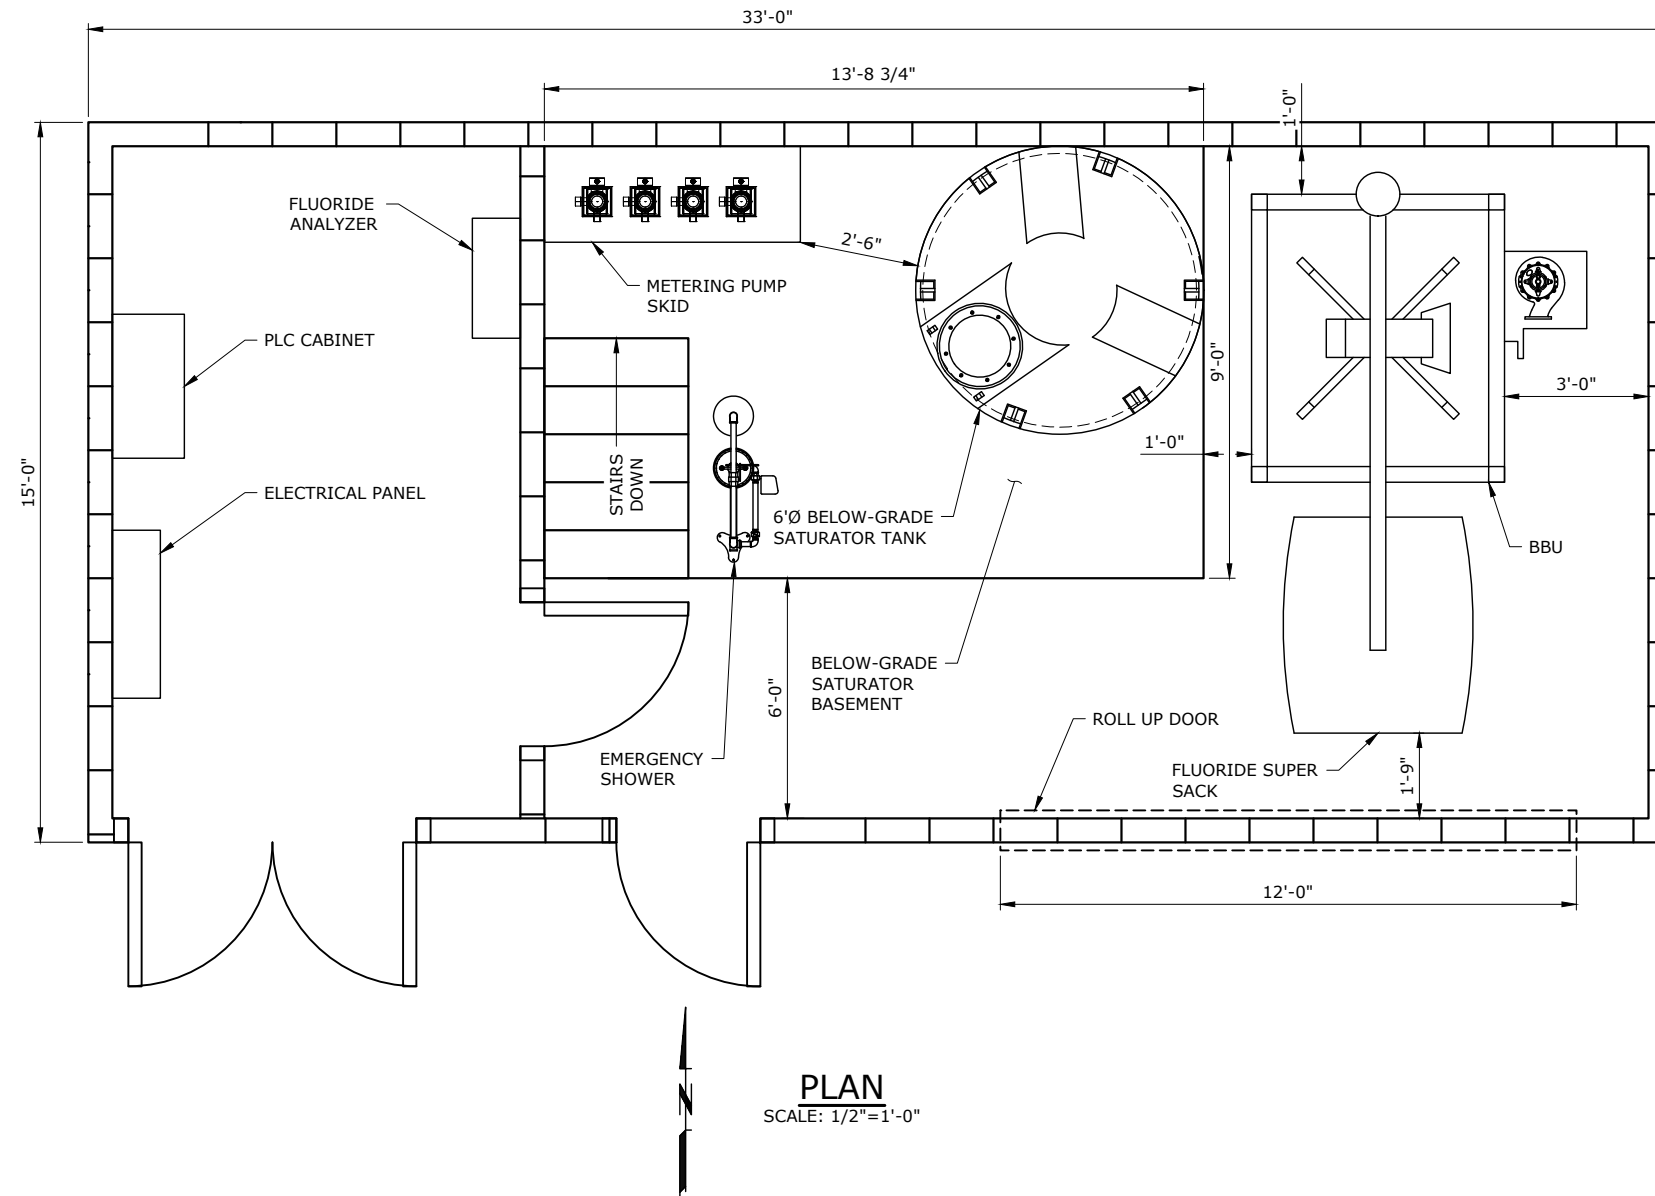 33'-0"
13'-8 3/4"
1'-0"
FLUORIDE
ANALYZER
2'-6"
METERING PUMP
SKID
PLC CABINET
9'-0"
3'-0"
1'-0"
15'-0"
ELECTRICAL PANEL
STAIRS
DOWN
6'Ø BELOW-GRADE
SATURATOR TANK
BBU
BELOW-GRADE
SATURATOR
BASEMENT
6'-0"
ROLL UP DOOR
EMERGENCY
SHOWER
FLUORIDE SUPER
SACK
1'-9"
12'-0"
N
PLAN
SCALE: 1/2"=1'-0"